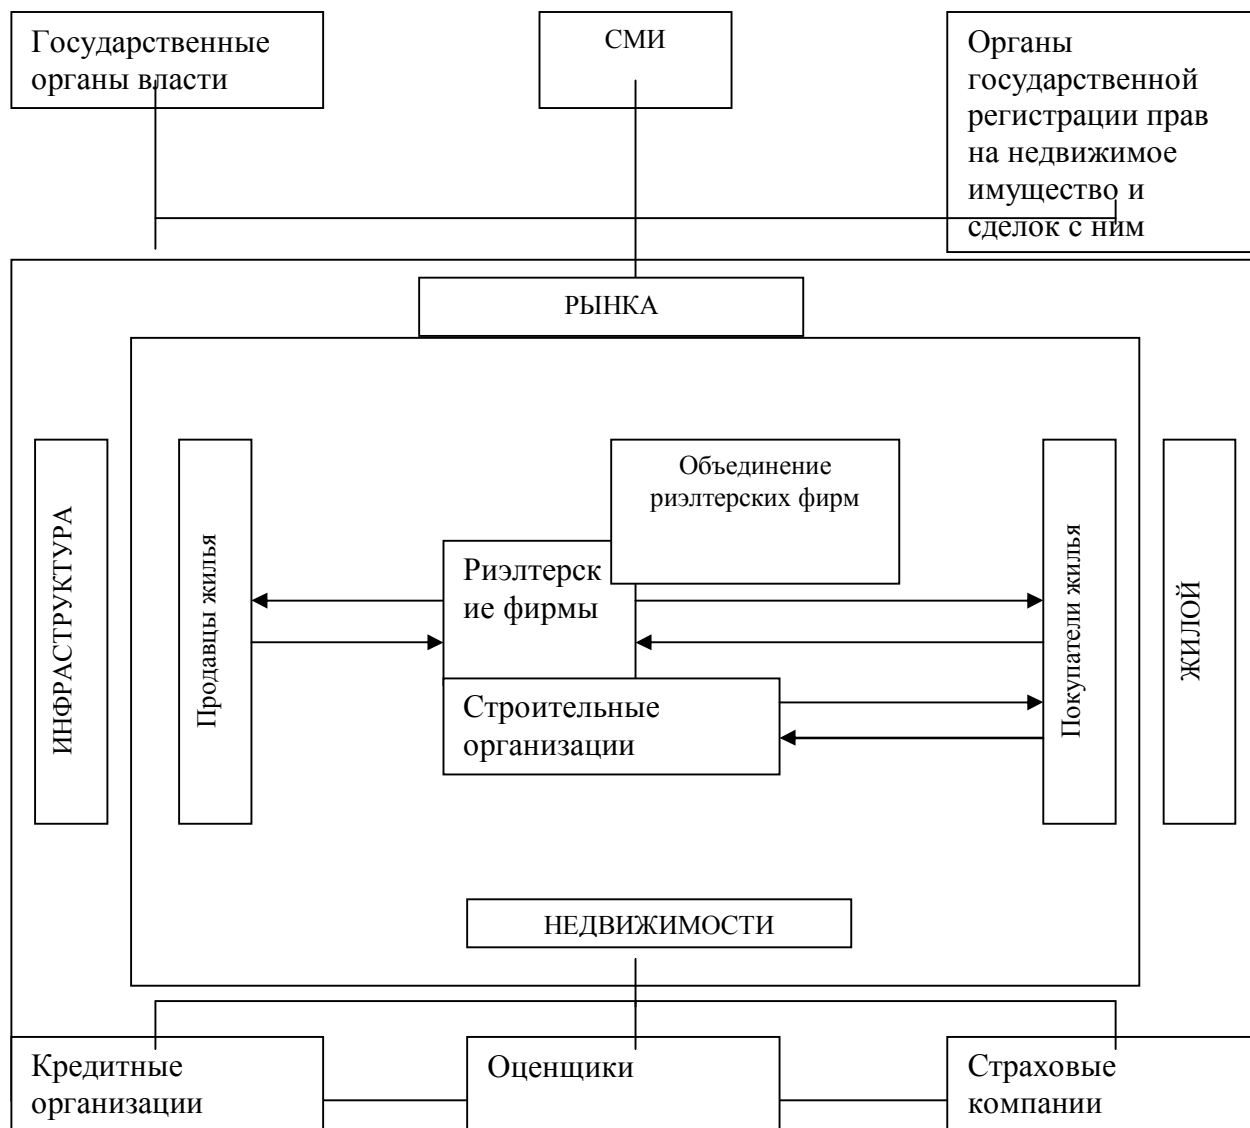 Государственные
органы власти
СМИ
Органы
государственной
регистрации прав
на недвижимое
имущество и
сделок с ним
РЫНКА
ИНФРАСТРУКТУРА
Продавцы жилья
Объединение
риэлтерских фирм
Риэлтерск
ие фирмы
Строительные
организации
Покупатели жилья
ЖИЛОЙ
НЕДВИЖИМОСТИ
Кредитные
организации
Оценщики
Страховые
компании